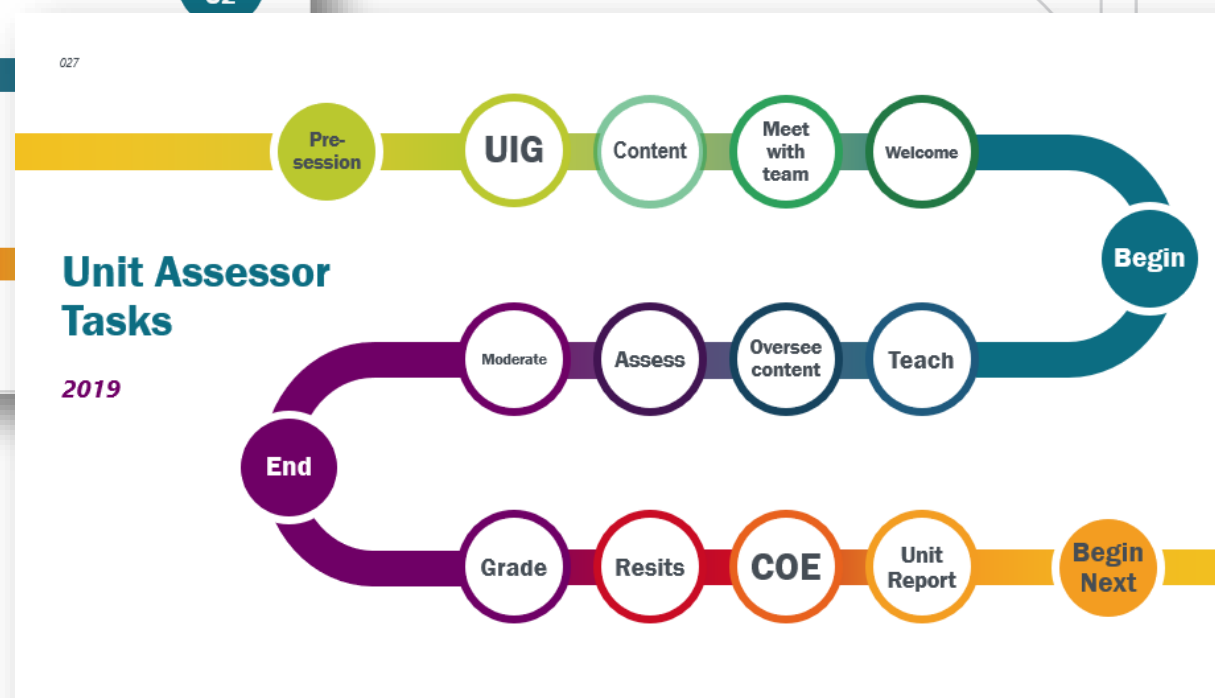 027
Pre-
session
UIG
Content
Meet
with
team
Welcome
Begin
Unit Assessor
Tasks
2019
Moderate
Assess
Oversee
content
Teach
End
Grade
Resits
COE
Unit
Report
Begin
Next